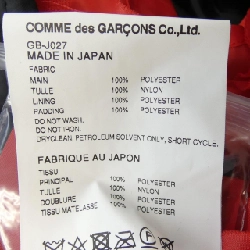 COMME des GARÇONS Co.,Ltd.
GB-J027
MADE IN JAPAN
FABRIC
MAIN 100% POLYESTER
TULLE 100% NYLON
LINING 100% POLYESTER
PADDING 100% POLYESTER
DO NOT WASH.
DO NOT IRON.
DRYCLEAN, PETROLEUM SOLVENT ONLY, SHORT CYCLE.
FABRIQUE AU JAPON
TISSU
PRINCIPAL 100% POLYESTER
TULLE 100% NYLON
DOUBLURE 100% POLYESTER
TISSU MATELASSE 100% POLYESTER